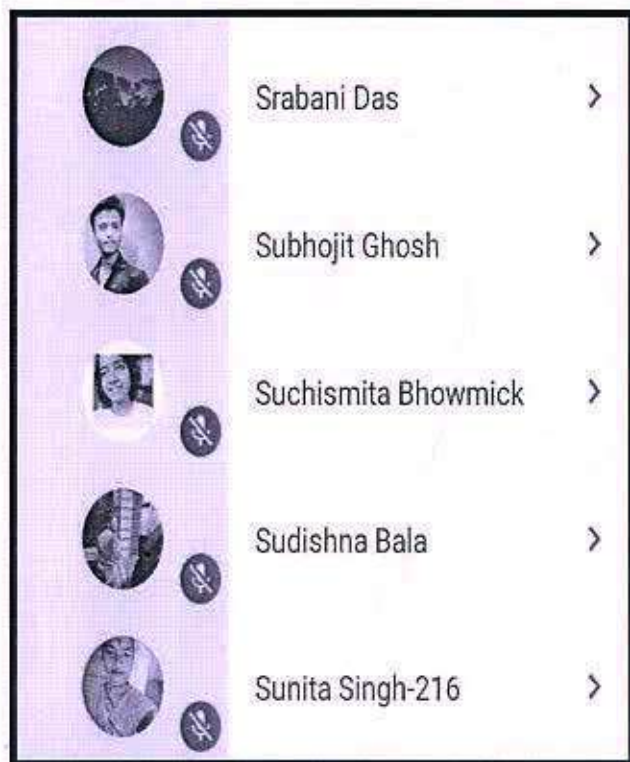 Srabani Das
Subhojit Ghosh
Suchismita Bhowmick
Sudishna Bala
Sunita Singh-216